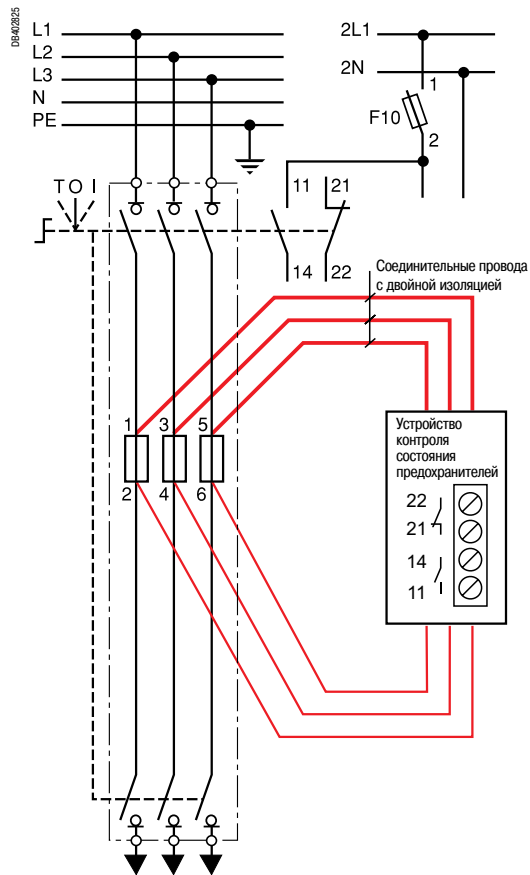 DB402825
L1
L2
L3
N
PE
2L1
2N
1
F10
2
T O I
11 21
14 22
Соединительные провода
с двойной изоляцией
1 3 5
2 4 6
Устройство
контроля
состояния
предохранителей
22
21
14
11